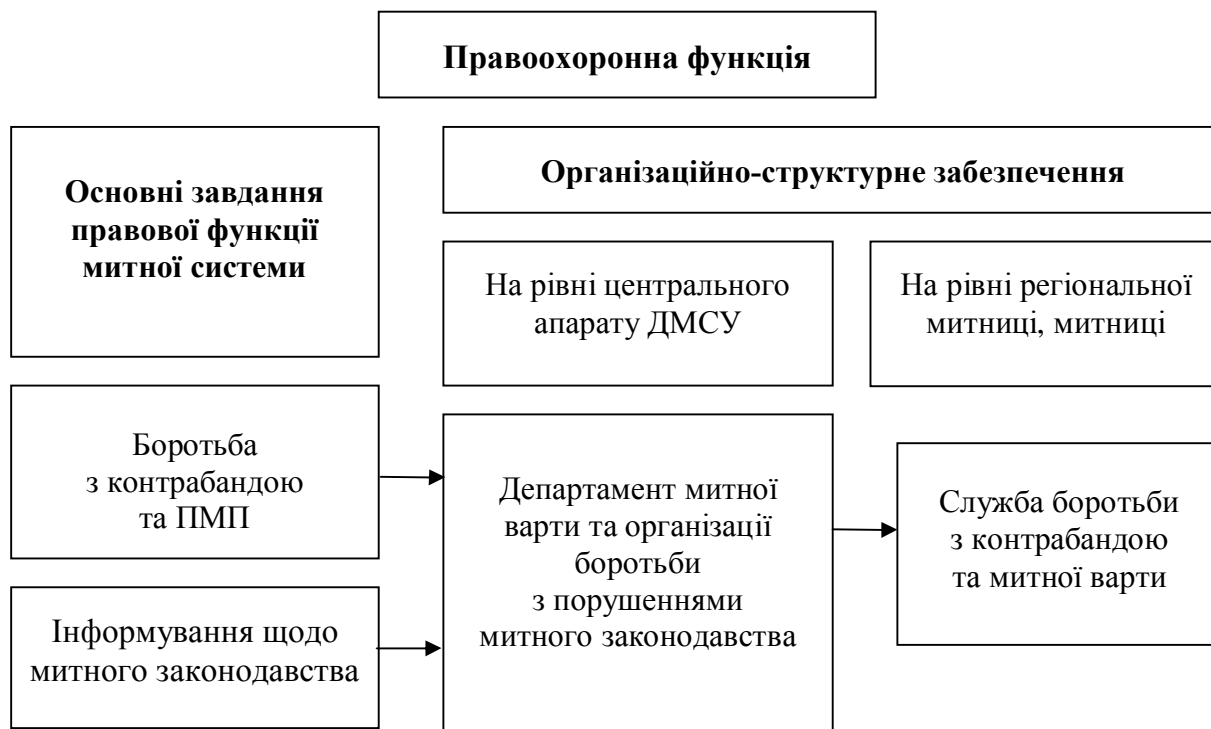 Правоохоронна функція
Основні завдання
правової функції
митної системи
Організаційно-структурне забезпечення
На рівні центрального
апарату ДМСУ
На рівні регіональної
митниці, митниці
Боротьба
з контрабандою
та ПМП
Інформування щодо
митного законодавства
Департамент митної
варти та організації
боротьби
з порушеннями
митного законодавства
Служба боротьби
з контрабандою
та митної варти